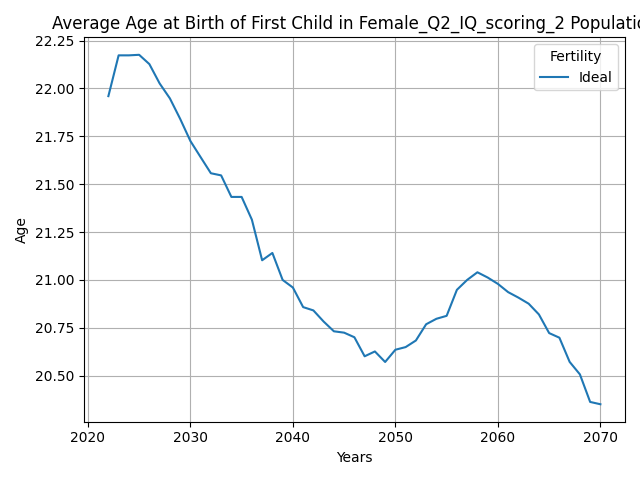 Average Age at Birth of First Child in Female_Q2_IQ_scoring_2 Populatio
22.25
22.00
21.75
21.50
21.25
21.00
20.75
20.50
Age
Fertility
Ideal
2020 2030 2040 2050 2060 2070
Years